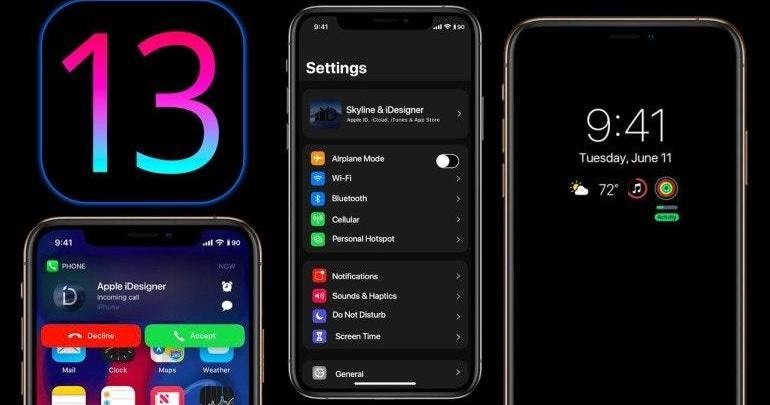 13
9:41
90
PHONE
NOW
Apple iDesigner
Incoming call
iPhone
Decline
Accept
Mail
Clock
Maps
Weather
9:41
90
Settings
Skyline & iDesigner
Apple ID, iCloud, iTunes & App Store
Airplane Mode
Wi-Fi
Bluetooth
Cellular
Personal Hotspot
Notifications
Sounds & Haptics
Do Not Disturb
Screen Time
General
9:41
Tuesday, June 11
72°
Activity